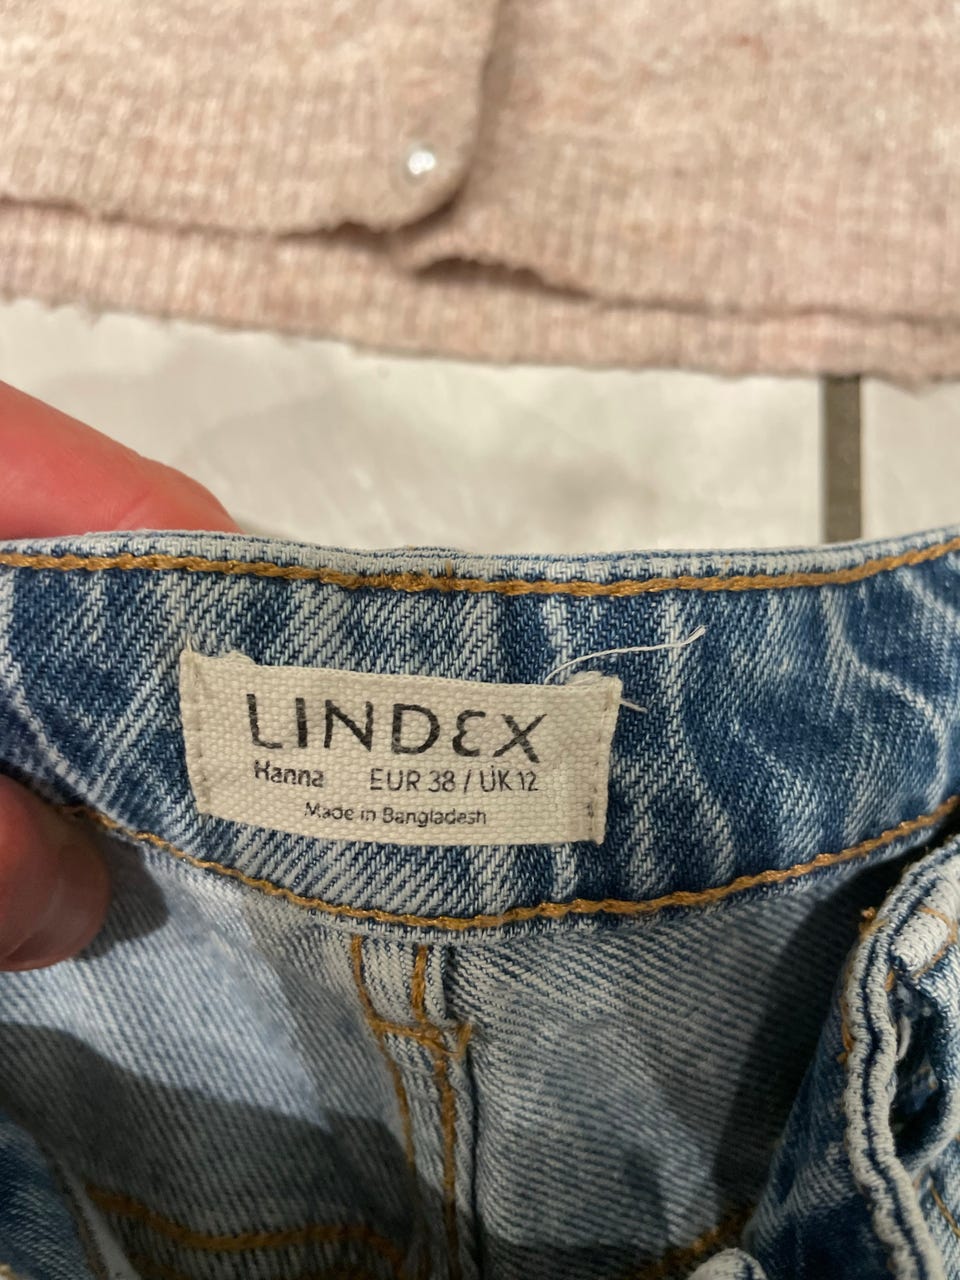 LINDEX
Hanna EUR 38 / UK 12
Made in Bangladesh